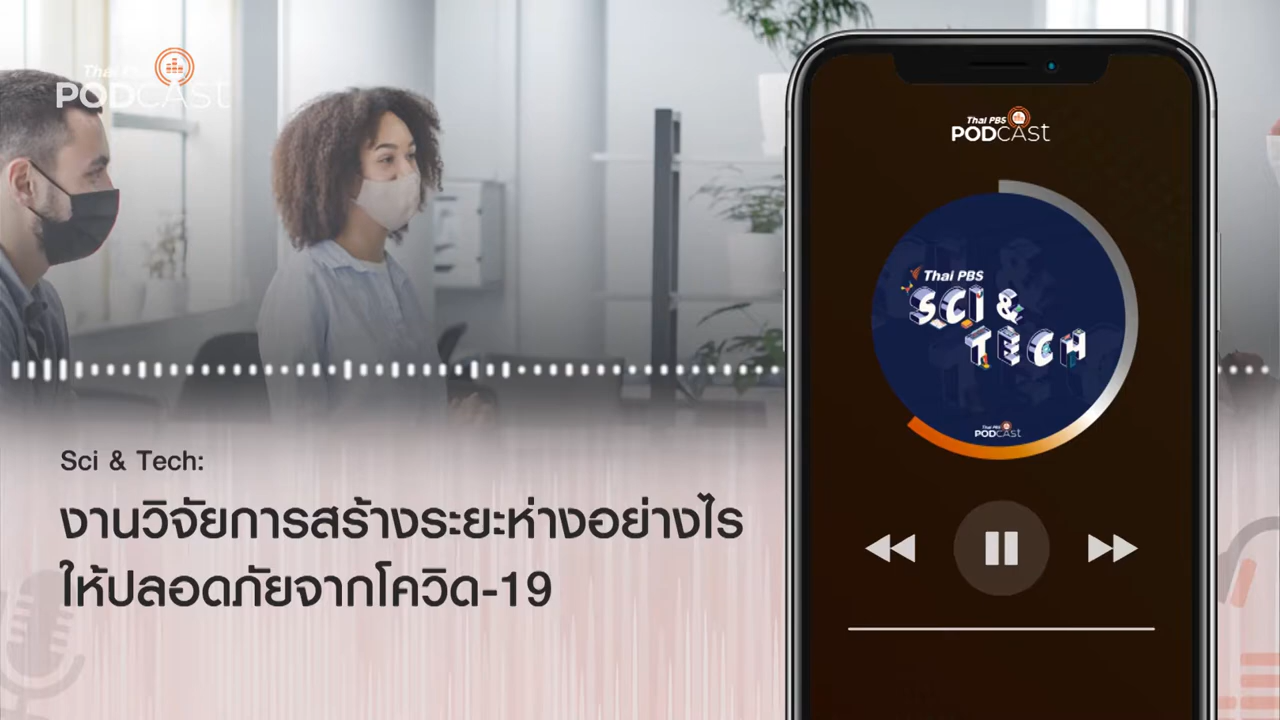 Thai PBS
PODCAST
Thai PBS
PODCAST
Thai PBS
SCI &
TECH
Thai PBS
PODCAST
Sci & Tech:
งานวิจัยการสร้างระยะห่างอย่างไร
ให้ปลอดภัยจากโควิด-19